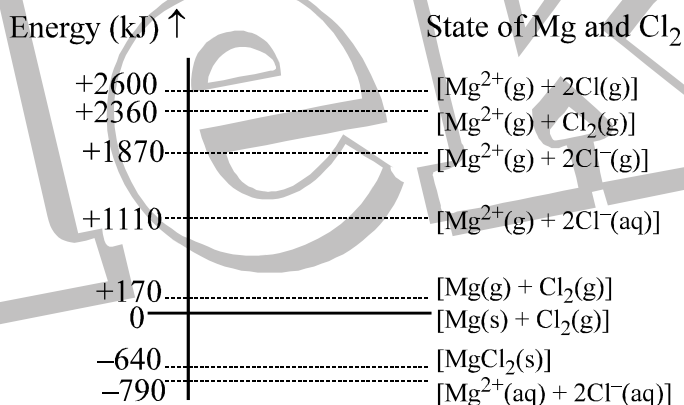 Energy (kJ) ↑ State of Mg and Cl₂
+2600 [Mg²⁺(g) + 2Cl(g)]
+2360 [Mg²⁺(g) + Cl₂(g)]
+1870 [Mg²⁺(g) + 2Cl⁻(g)]
+1110 [Mg²⁺(g) + 2Cl⁻(aq)]
+170 [Mg(g) + Cl₂(g)]
0 [Mg(s) + Cl₂(g)]
–640 [MgCl₂(s)]
–790 [Mg²⁺(aq) + 2Cl⁻(aq)]